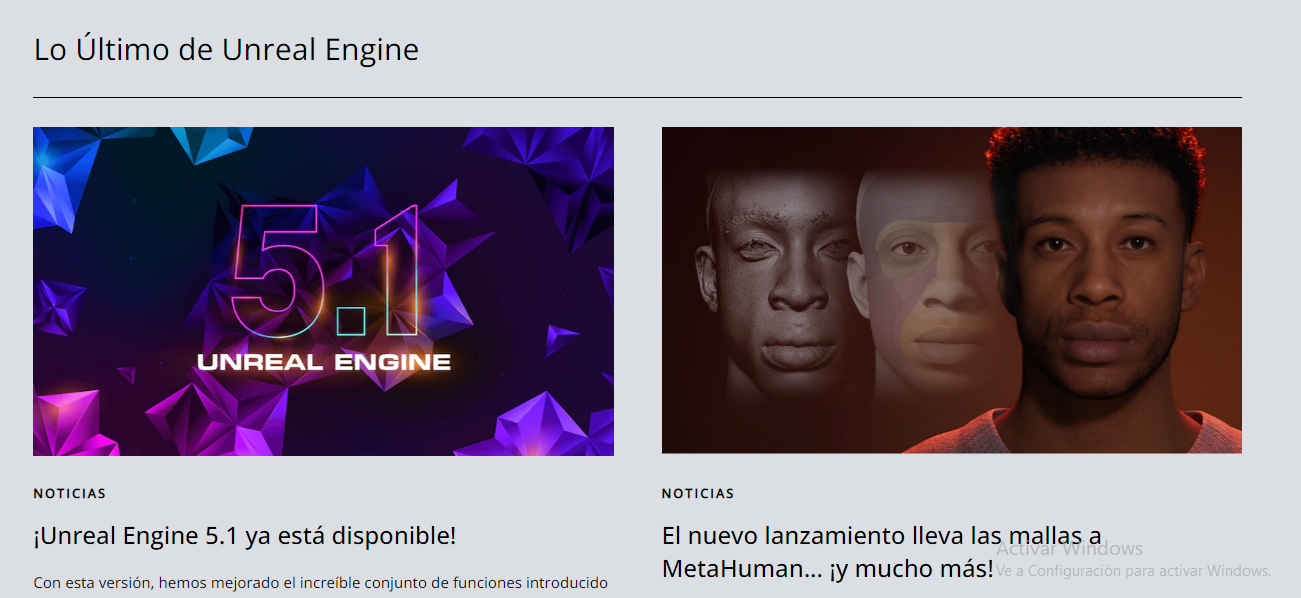 Lo Último de Unreal Engine
5.1
UNREAL ENGINE
NOTICIAS
¡Unreal Engine 5.1 ya está disponible!
Con esta versión, hemos mejorado el increíble conjunto de funciones introducido
NOTICIAS
El nuevo lanzamiento lleva las mallas a
MetaHuman... ¡y mucho más!
Activar Windows
Ve a Configuración para activar Windows.